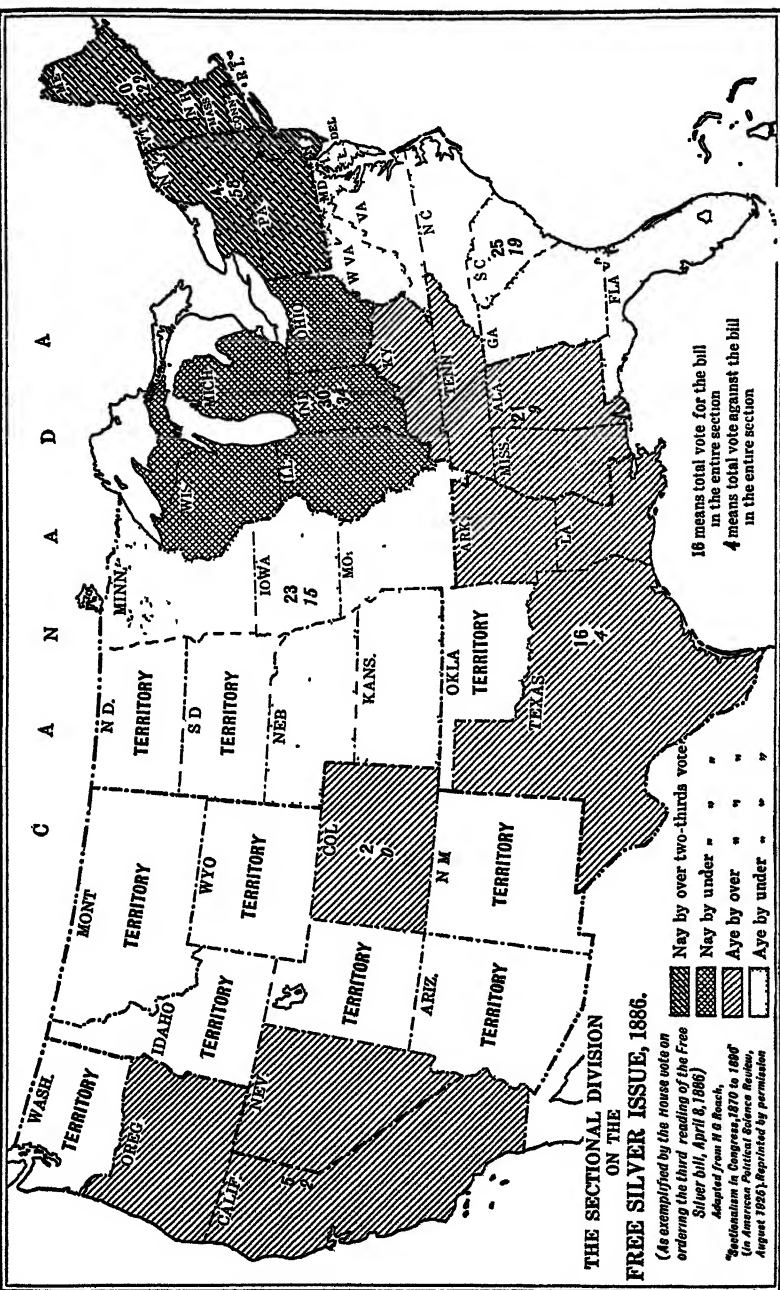 C A N A D A
WASH.
TERRITORY
MONT
TERRITORY
N D.
TERRITORY
MINN.
ME.
0
22
VT.
N H
MASS
CONN
R.I.
N.Y.
4
PA
DEL
MD
OREG.
IDAHO
TERRITORY
WYO
TERRITORY
S D
TERRITORY
WIS.
MICH.
IOWA
23
15
NEB
ILL.
IND.
30
34
OHIO
W VA
VA
NEV.
CALIF.
5
2
TERRITORY
COL.
2
0
KANS.
MO.
KY.
N C
TENN
ARIZ.
TERRITORY
N M
TERRITORY
OKLA
TERRITORY
ARK.
S C
25
19
GA
ALA
21
9
MISS.
TEXAS
16
4
LA
FLA
THE SECTIONAL DIVISION
ON THE
FREE SILVER ISSUE, 1886.
(As exemplified by the House vote on
ordering the third reading of the Free
Silver bill, April 8, 1886)
Adapted from H G Roach,
"Sectionalism in Congress, 1870 to 1890"
(in American Political Science Review,
August 1925). Reprinted by permission
Nay by over two-thirds vote
Nay by under " " "
Aye by over " " "
Aye by under " " "
16 means total vote for the bill
in the entire section
4 means total vote against the bill
in the entire section